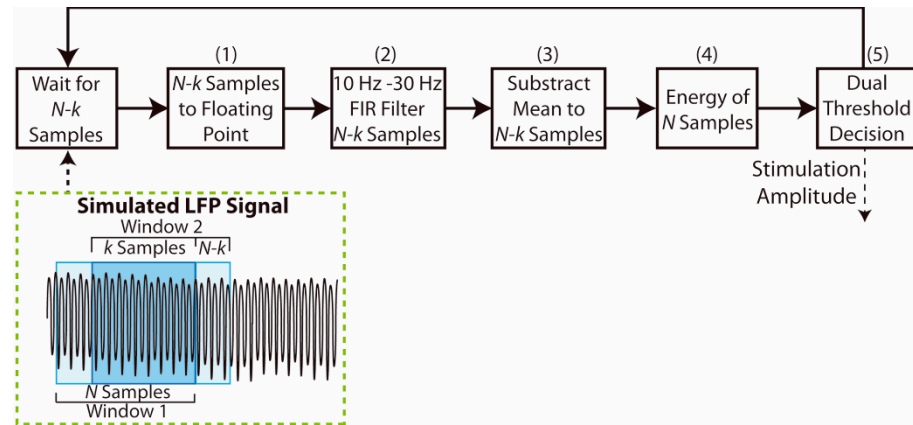 Wait for
N-k
Samples
(1)
N-k Samples
to Floating
Point
(2)
10 Hz -30 Hz
FIR Filter
N-k Samples
(3)
Substract
Mean to
N-k Samples
(4)
Energy of
N Samples
(5)
Dual
Threshold
Decision
Stimulation
Amplitude
Simulated LFP Signal
Window 2
k Samples N-k
N Samples
Window 1